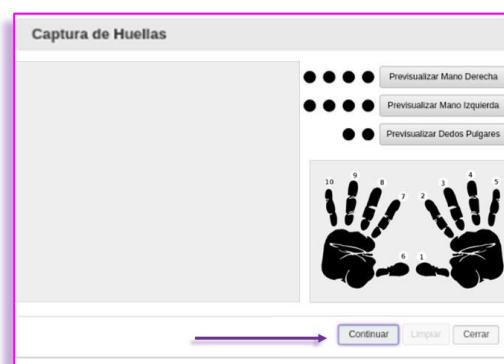 Captura de Huellas
Previsualizar Mano Derecha
Previsualizar Mano Izquierda
Previsualizar Dedos Pulgares
10 9 8 7 2 3 4 5
6 1
Continuar Limpiar Cerrar